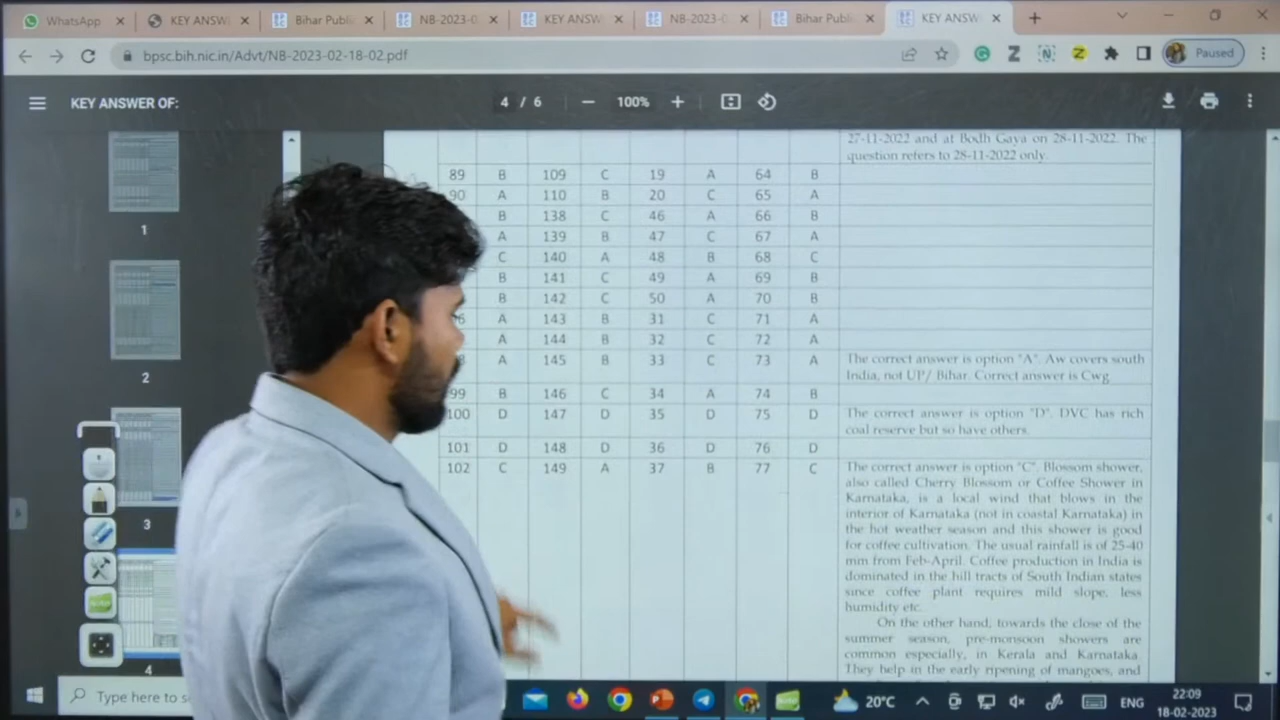 WhatsApp
KEY ANSW
Bihar Publi
NB-2023-0
KEY ANSW
NB-2023-0
Bihar Publi
KEY ANSW
bpsc.bih.nic.in/Advt/NB-2023-02-18-02.pdf
Paused
KEY ANSWER OF:
4 / 6
100%
1
2
3
4
27-11-2022 and at Bodh Gaya on 28-11-2022. The
question refers to 28-11-2022 only.
89 B 109 C 19 A 64 B
90 A 110 B 20 C 65 A
B 138 C 46 A 66 B
A 139 B 47 C 67 A
C 140 A 48 B 68 C
B 141 C 49 A 69 B
B 142 C 50 A 70 B
6 A 143 B 31 C 71 A
A 144 B 32 C 72 A
8 A 145 B 33 C 73 A The correct answer is option "A". Aw covers south
India, not UP/ Bihar. Correct answer is Cwg
99 B 146 C 34 A 74 B
100 D 147 D 35 D 75 D The correct answer is option "D". DVC has rich
coal reserve but so have others.
101 D 148 D 36 D 76 D
102 C 149 A 37 B 77 C The correct answer is option "C". Blossom shower,
also called Cherry Blossom or Coffee Shower in
Karnataka, is a local wind that blows in the
interior of Karnataka (not in coastal Karnataka) in
the hot weather season and this shower is good
for coffee cultivation. The usual rainfall is of 25-40
mm from Feb-April. Coffee production in India is
dominated in the hill tracts of South Indian states
since coffee plant requires mild slope, less
humidity etc.
On the other hand, towards the close of the
summer season, pre-monsoon showers are
common especially, in Kerala and Karnataka.
They help in the early ripening of mangoes, and
Type here to s
20°C
ENG
22:09
18-02-2023